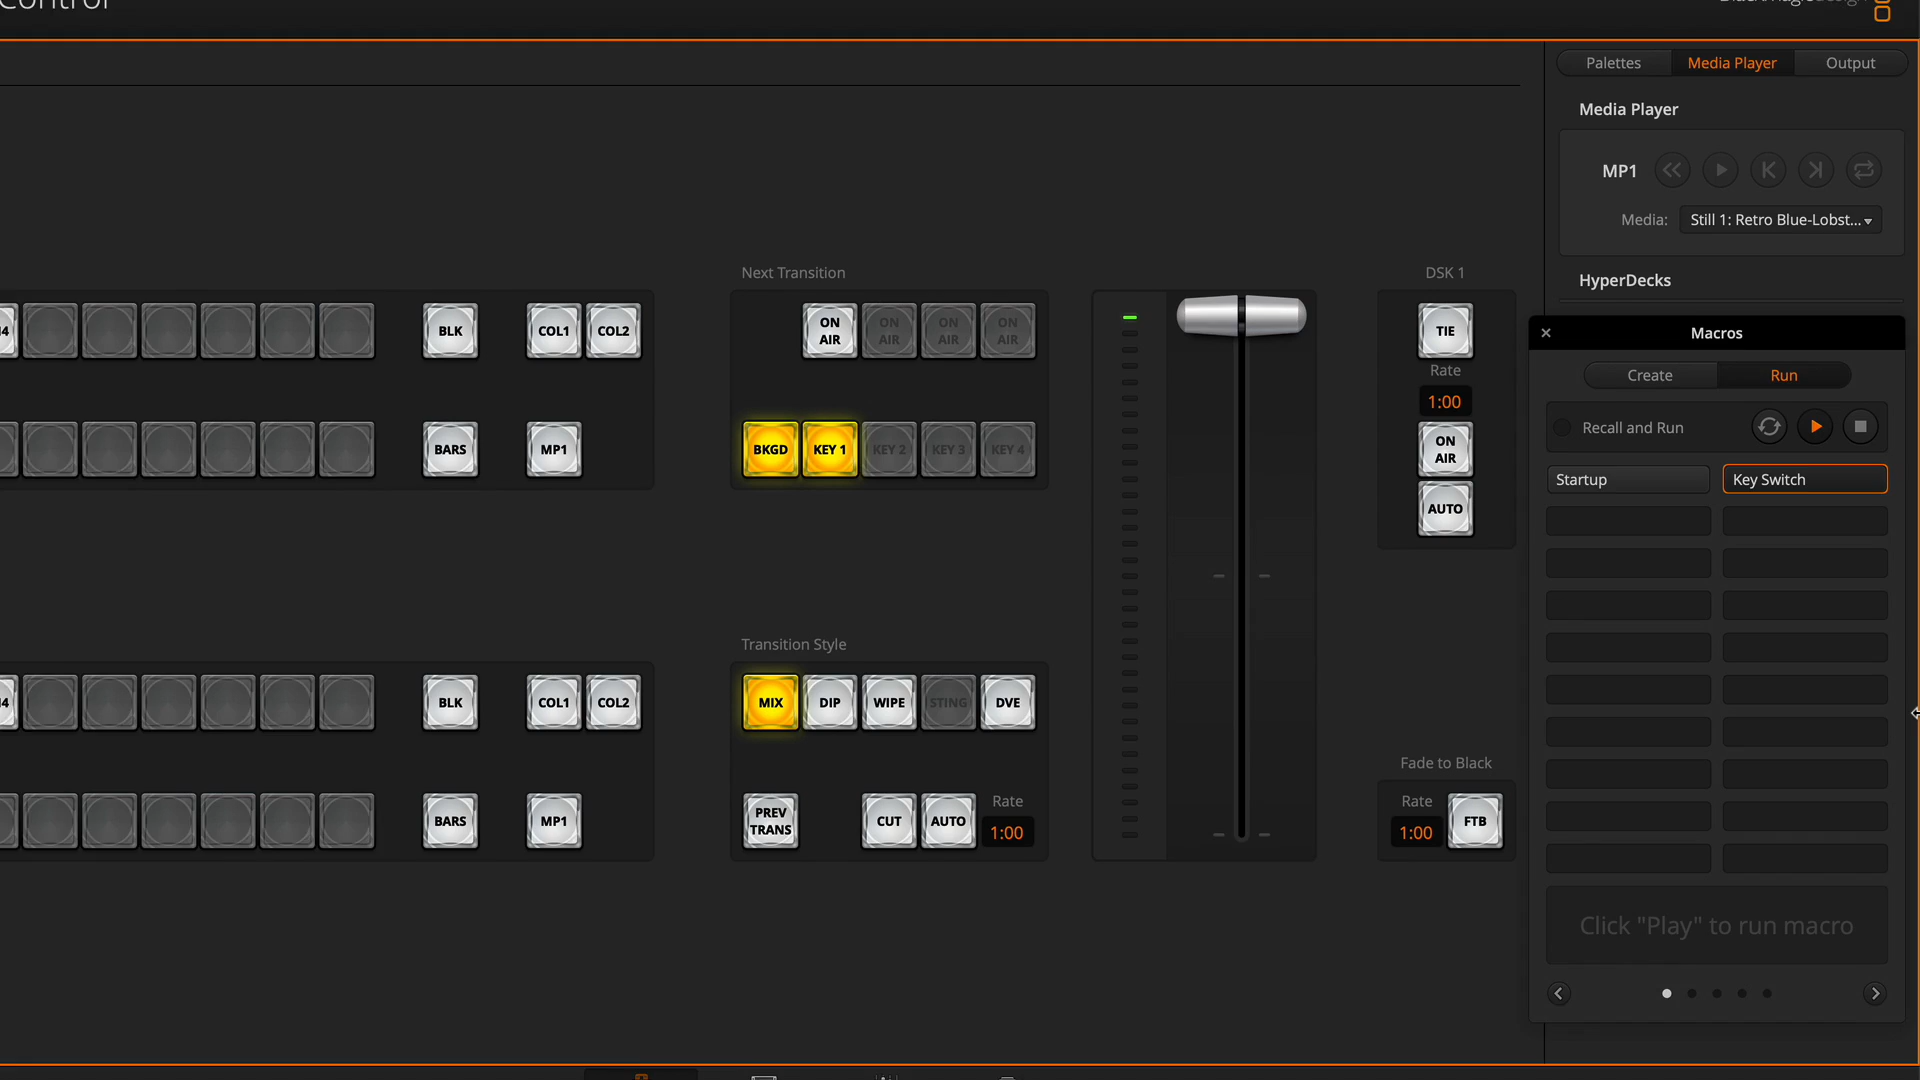 Control
Palettes
Media Player
Output
Media Player
MP1
Media:
Still 1: Retro Blue-Lobst...
HyperDecks
Next Transition
DSK 1
BLK
COL1
COL2
ON AIR
ON AIR
ON AIR
ON AIR
TIE
Rate
1:00
BARS
MP1
BKGD
KEY 1
KEY 2
KEY 3
KEY 4
ON AIR
AUTO
Macros
Create
Run
Recall and Run
Startup
Key Switch
Transition Style
BLK
COL1
COL2
MIX
DIP
WIPE
STING
DVE
Fade to Black
BARS
MP1
PREV TRANS
CUT
AUTO
Rate
1:00
Rate
1:00
FTB
Click "Play" to run macro